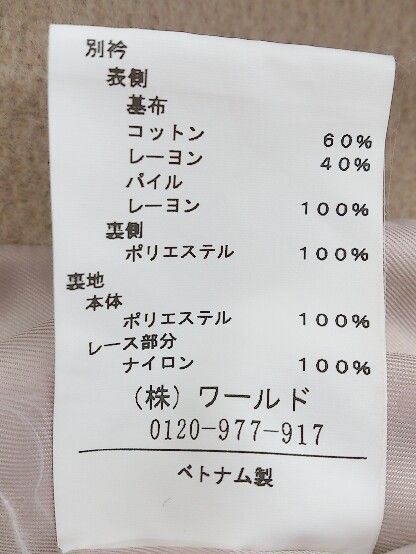 別衿
表側
基布
コットン 60%
レーヨン 40%
パイル
レーヨン 100%
裏側
ポリエステル 100%
裏地
本体
ポリエステル 100%
レース部分
ナイロン 100%
(株)ワールド
0120-977-917
ベトナム製